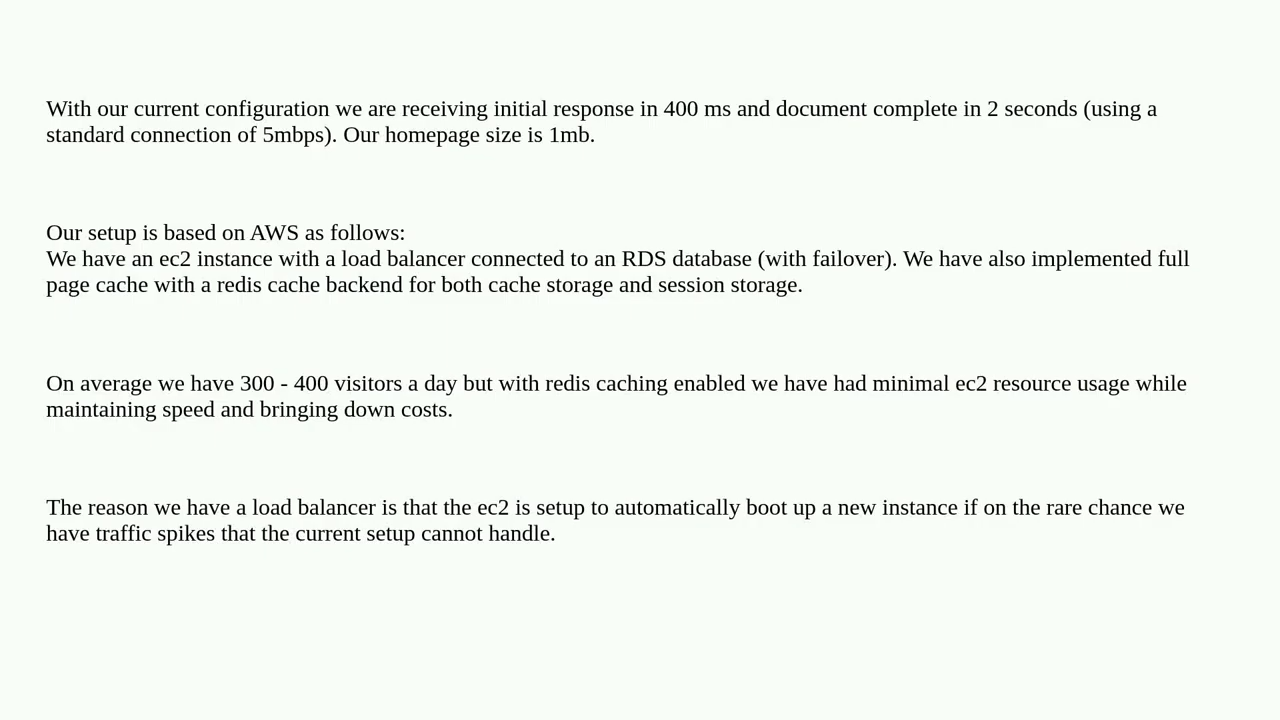 With our current configuration we are receiving initial response in 400 ms and document complete in 2 seconds (using a
standard connection of 5mbps). Our homepage size is 1mb.
Our setup is based on AWS as follows:
We have an ec2 instance with a load balancer connected to an RDS database (with failover). We have also implemented full
page cache with a redis cache backend for both cache storage and session storage.
On average we have 300 - 400 visitors a day but with redis caching enabled we have had minimal ec2 resource usage while
maintaining speed and bringing down costs.
The reason we have a load balancer is that the ec2 is setup to automatically boot up a new instance if on the rare chance we
have traffic spikes that the current setup cannot handle.